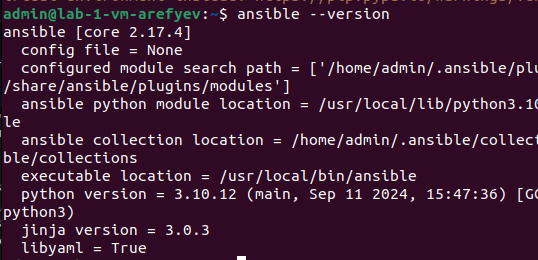 admin@lab-1-vm-arefyev:~$ ansible --version
ansible [core 2.17.4]
config file = None
configured module search path = ['/home/admin/.ansible/plu
/share/ansible/plugins/modules']
ansible python module location = /usr/local/lib/python3.10
le
ansible collection location = /home/admin/.ansible/collect
ble/collections
executable location = /usr/local/bin/ansible
python version = 3.10.12 (main, Sep 11 2024, 15:47:36) [GC
python3)
jinja version = 3.0.3
libyaml = True